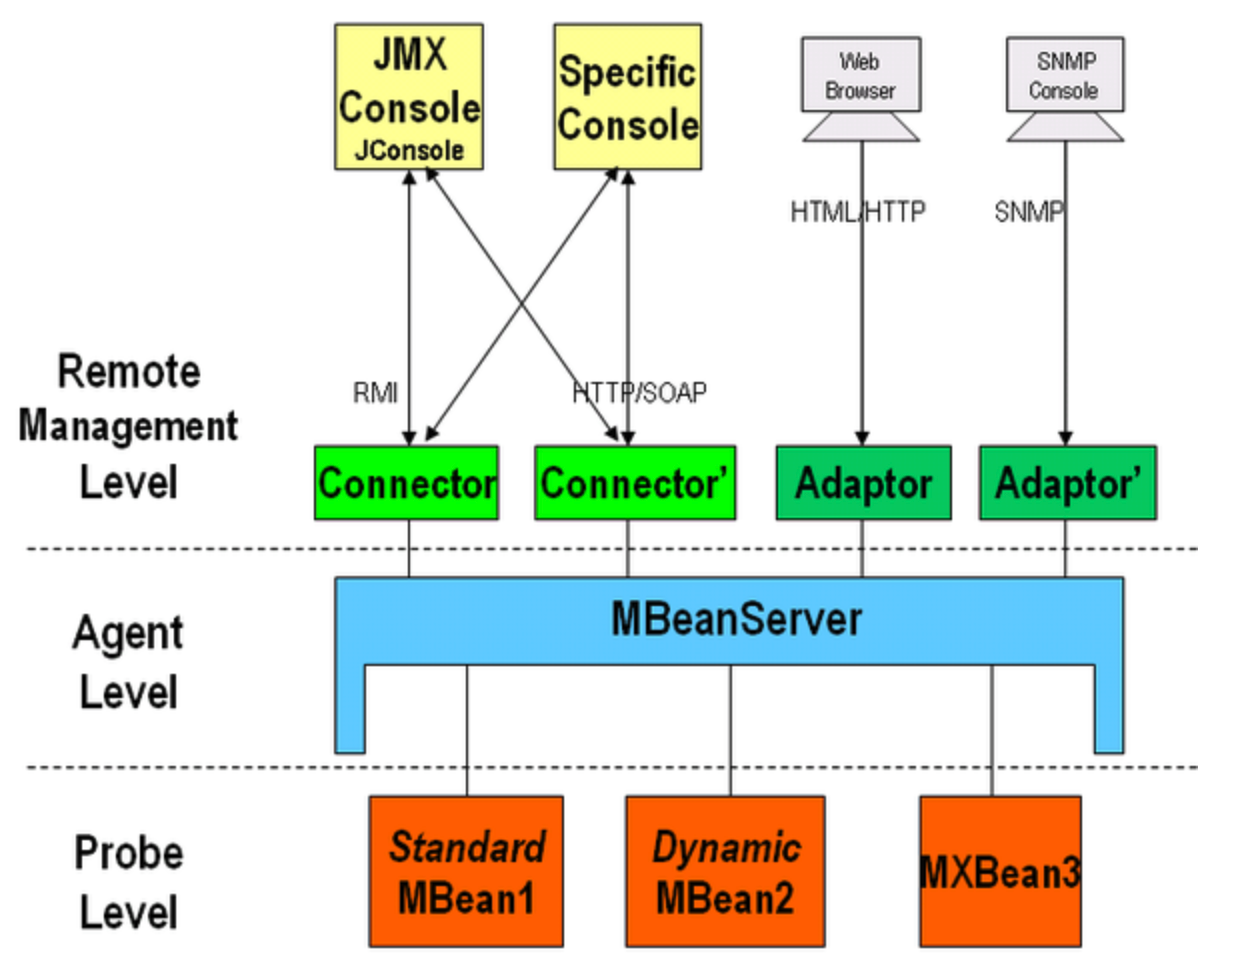 JMX
Console
JConsole
Specific
Console
Web
Browser
SNMP
Console
HTML/HTTP
SNMP
RMI
HTTP/SOAP
Remote
Management
Level
Connector
Connector’
Adaptor
Adaptor’
Agent
Level
MBeanServer
Probe
Level
Standard
MBean1
Dynamic
MBean2
MXBean3